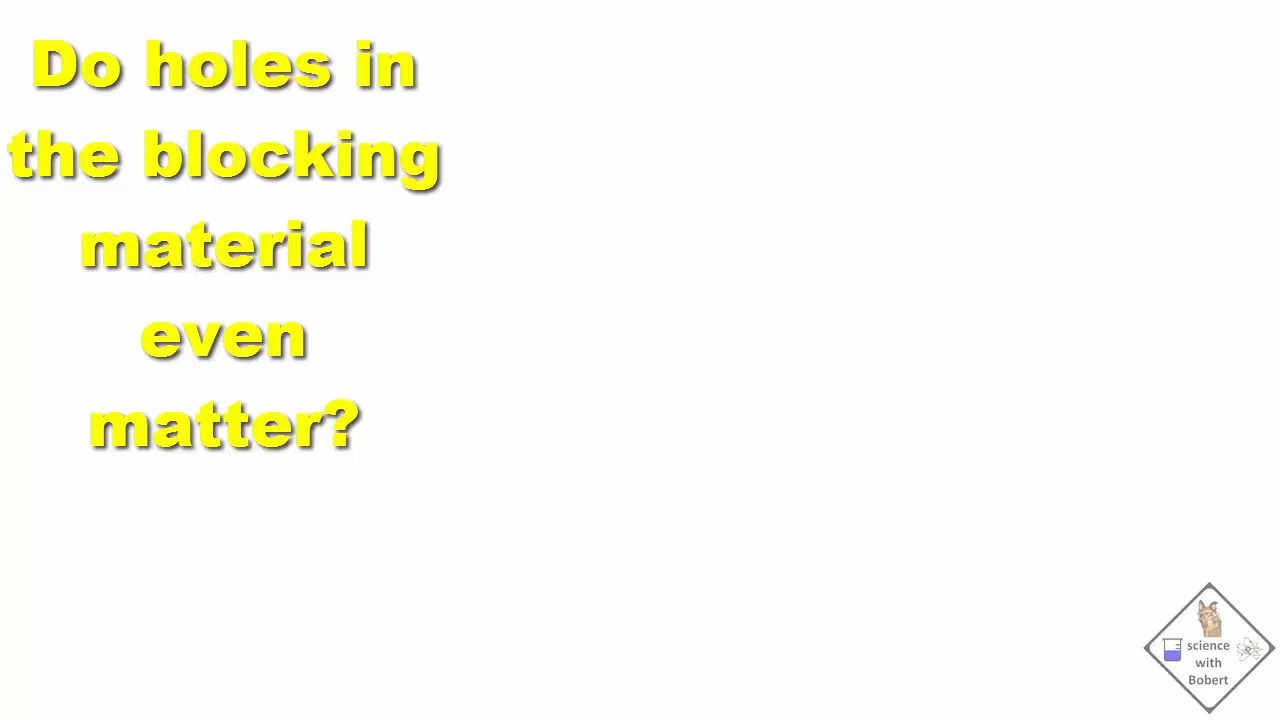 Do holes in
the blocking
material
even
matter?
science
with
Bobert